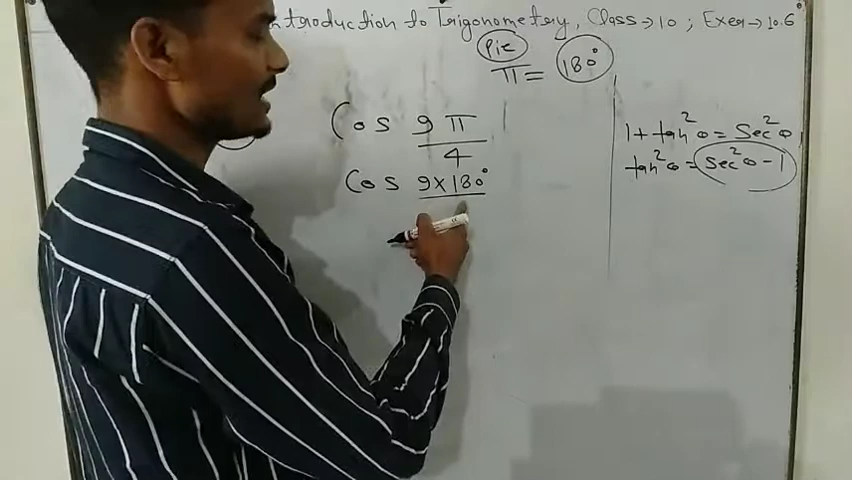 Introduction to Trigonometry, Class→10; Exer→10.6
Pie
π = 180°
Cos 9π
4
Cos 9×180°
1 + tan²θ = sec²θ
tan²θ = sec²θ - 1